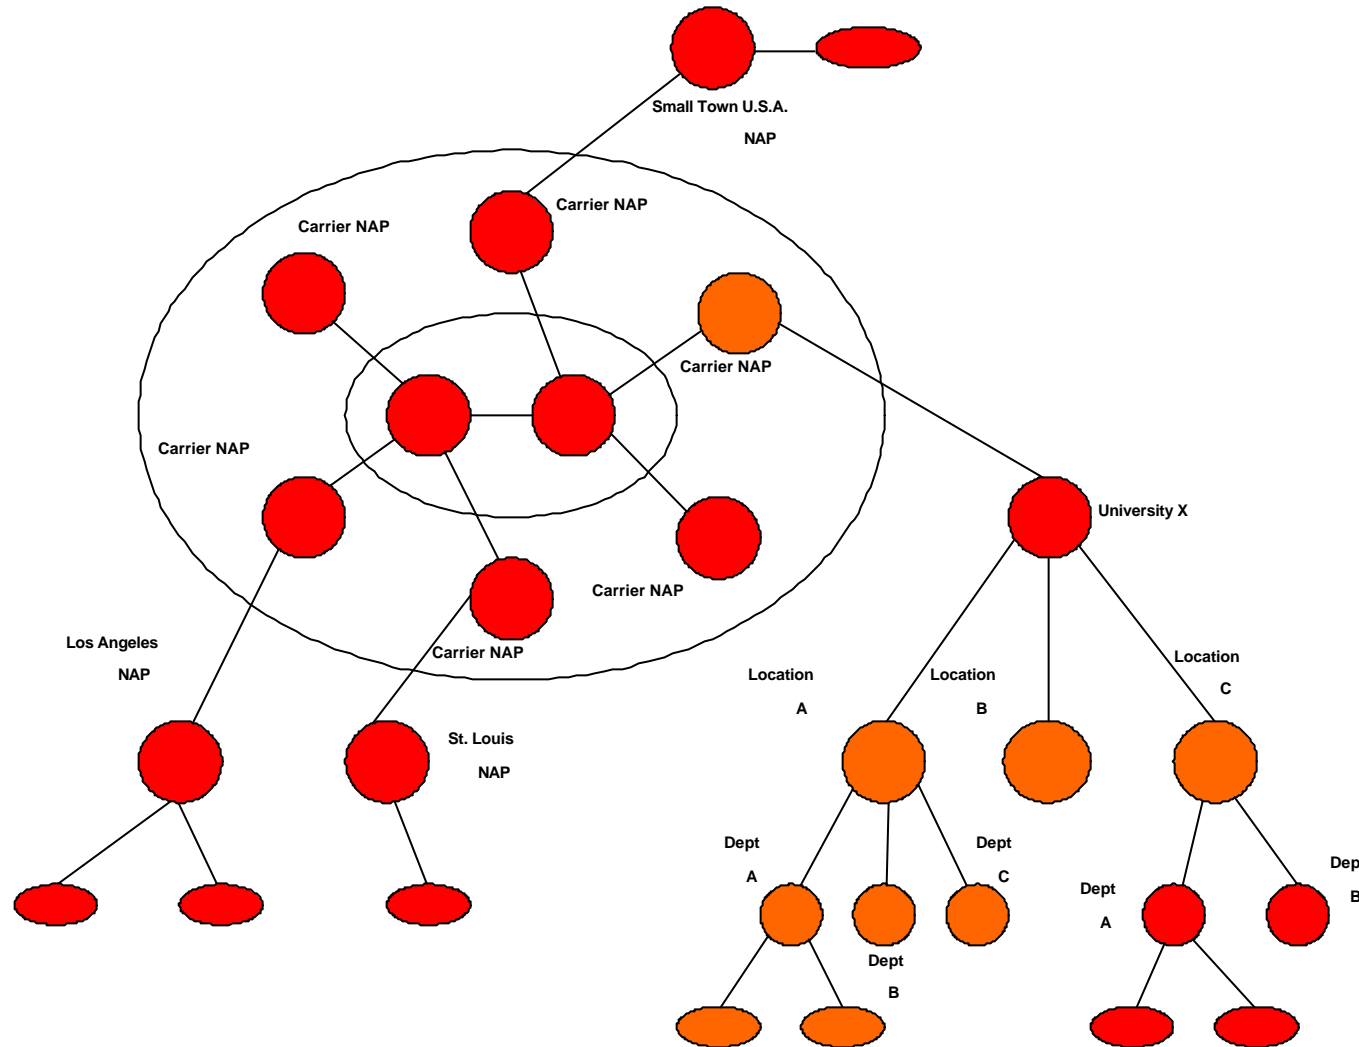 Small Town U.S.A.
NAP
Carrier NAP
Carrier NAP
Carrier NAP
Carrier NAP
University X
Carrier NAP
Los Angeles
NAP
Carrier NAP
Location
A
Location
B
Location
C
St. Louis
NAP
Dept
A
Dept
C
Dept
B
Dept
A
Dept
B